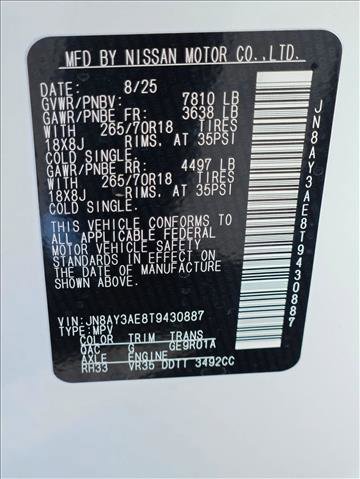 MFD BY NISSAN MOTOR CO.,LTD.
DATE: 8/25
GVWR/PNBV: 7810 LB
GAWR/PNBE FR: 3638 LB
WITH 265/70R18 TIRES
18X8J RIMS, AT 35PSI
COLD SINGLE.
GAWR/PNBE RR: 4497 LB
WITH 265/70R18 TIRES
18X8J RIMS, AT 35PSI
COLD SINGLE.
THIS VEHICLE CONFORMS TO
ALL APPLICABLE FEDERAL
MOTOR VEHICLE SAFETY
STANDARDS IN EFFECT ON
THE DATE OF MANUFACTURE
SHOWN ABOVE.
VIN: JN8AY3AE8T9430887
TYPE: MPV
COLOR TRIM TRANS
QAC G GE9R01A
AXLE ENGINE
RH33 VR35 DDTT 3492CC
JN8AY3AE8T9430887